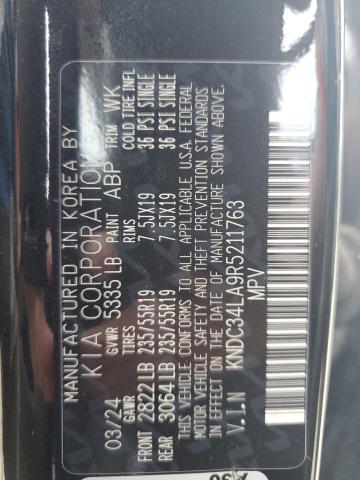 MANUFACTURED IN KOREA BY
KIA CORPORATION
03/24 GVWR 5335 LB PAINT ABP TRIM WK
GAWR TIRES RIMS COLD TIRE INFL
FRONT 2822 LB 235/55R19 7.5JX19 36 PSI SINGLE
REAR 3064 LB 235/55R19 7.5JX19 36 PSI SINGLE
THIS VEHICLE CONFORMS TO ALL APPLICABLE U.S.A. FEDERAL
MOTOR VEHICLE SAFETY AND THEFT PREVENTION STANDARDS
IN EFFECT ON THE DATE OF MANUFACTURE SHOWN ABOVE.
V.I.N KNDC34LA9R5211763
MPV